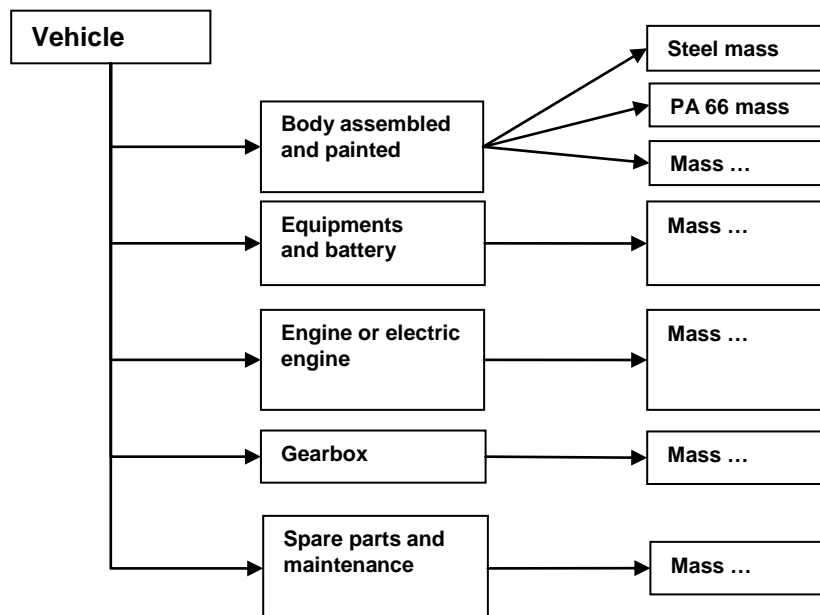 Vehicle
Steel mass
PA 66 mass
Body assembled
and painted
Mass …
Equipments
and battery
Mass …
Engine or electric
engine
Mass …
Gearbox
Mass …
Spare parts and
maintenance
Mass …